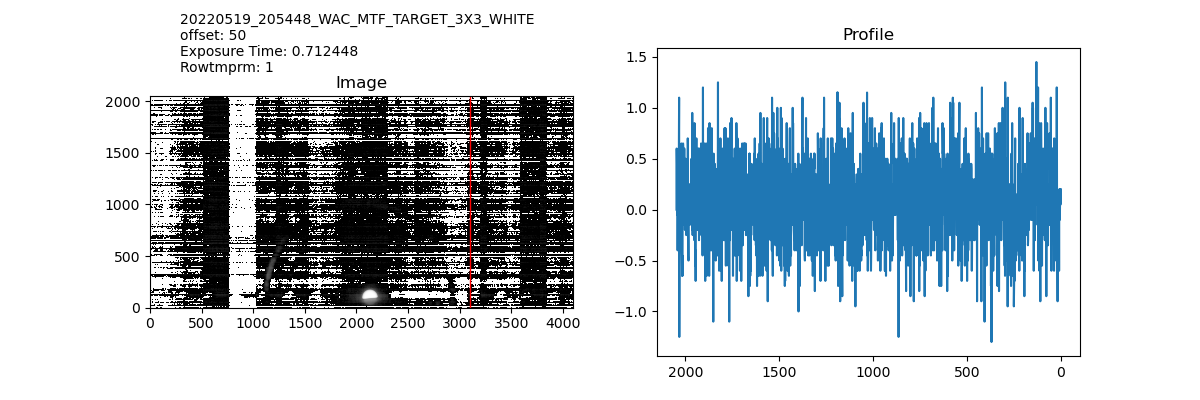 20220519_205448_WAC_MTF_TARGET_3X3_WHITE
offset: 50
Exposure Time: 0.712448
Rowtmprm: 1
Image
2000
1500
1000
500
0
0 500 1000 1500 2000 2500 3000 3500 4000
Profile
1.5
1.0
0.5
0.0
−0.5
−1.0
2000 1500 1000 500 0